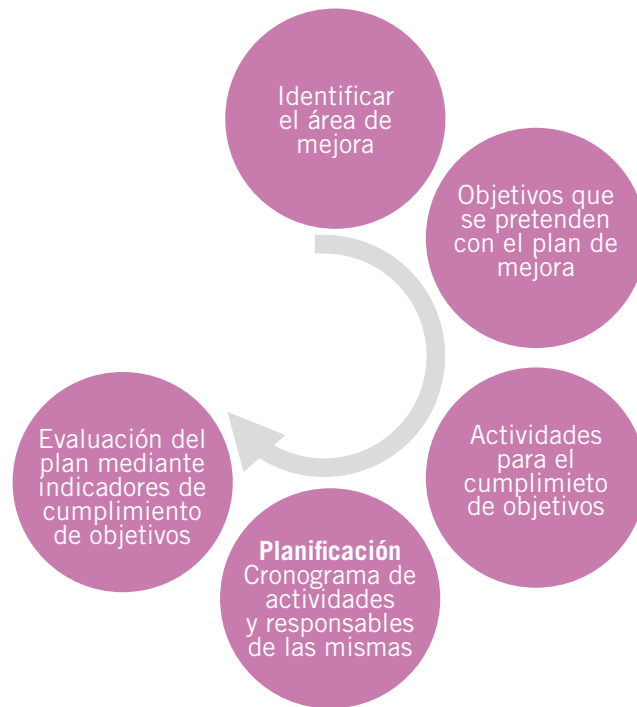 Identificar
el área de
mejora
Objetivos que
se pretenden
con el plan de
mejora
Actividades
para el
cumplimieto
de objetivos
Planificación
Cronograma de
actividades
y responsables
de las mismas
Evaluación del
plan mediante
indicadores de
cumplimiento
de objetivos